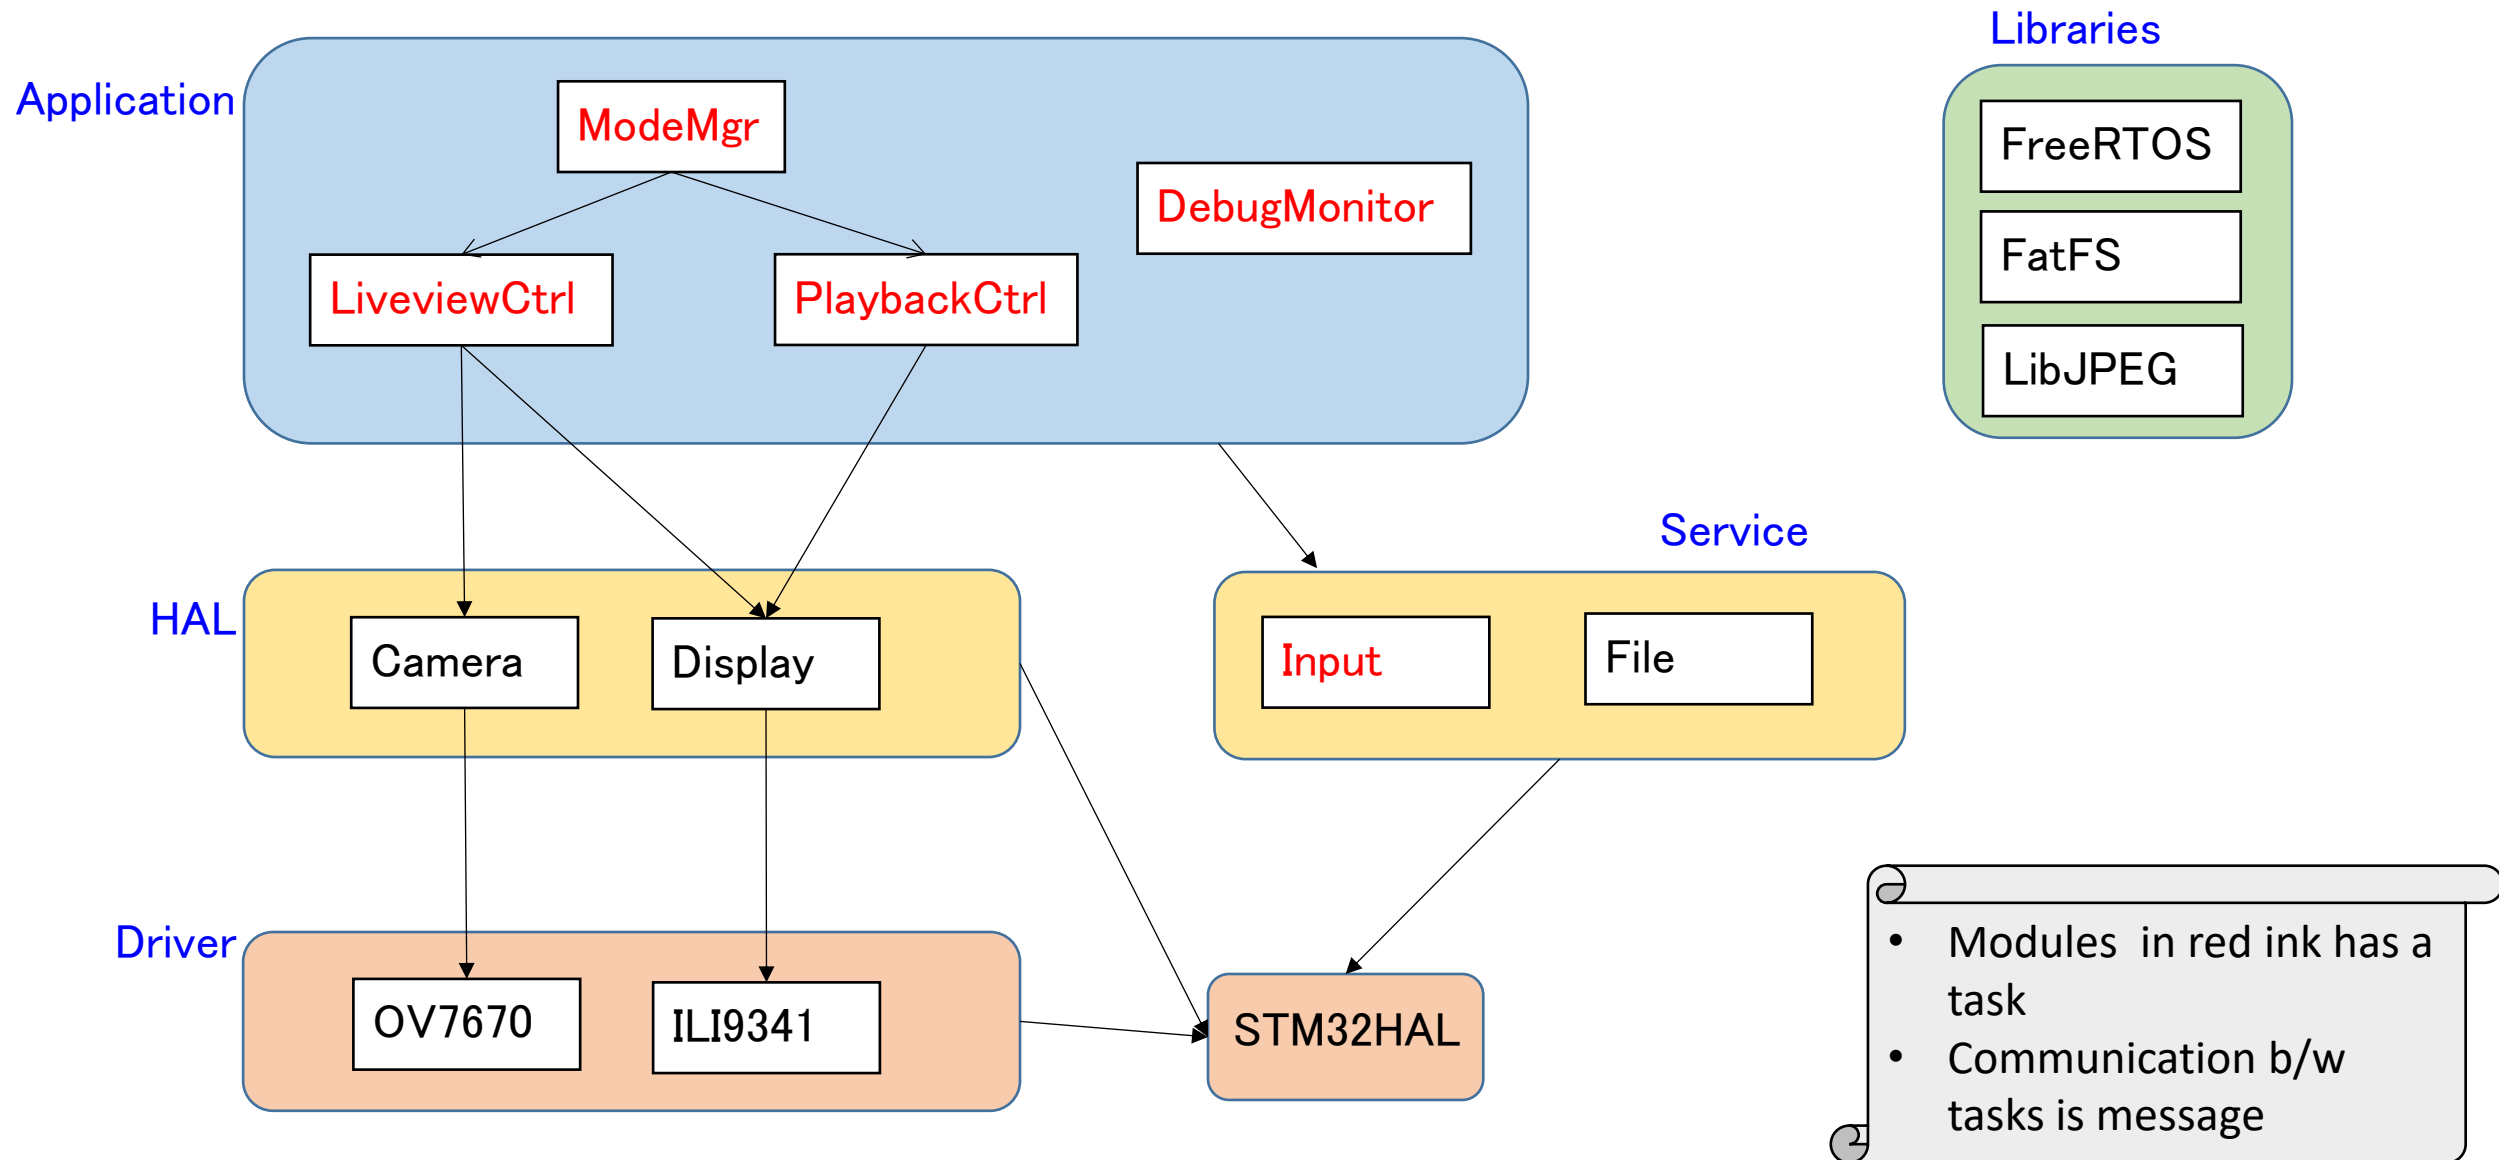 Libraries
Application
ModeMgr
DebugMonitor
LiveviewCtrl
PlaybackCtrl
FreeRTOS
FatFS
LibJPEG
Service
HAL
Camera
Display
Input
File
Driver
OV7670
ILI9341
STM32HAL
• Modules in red ink has a
task
• Communication b/w
tasks is message